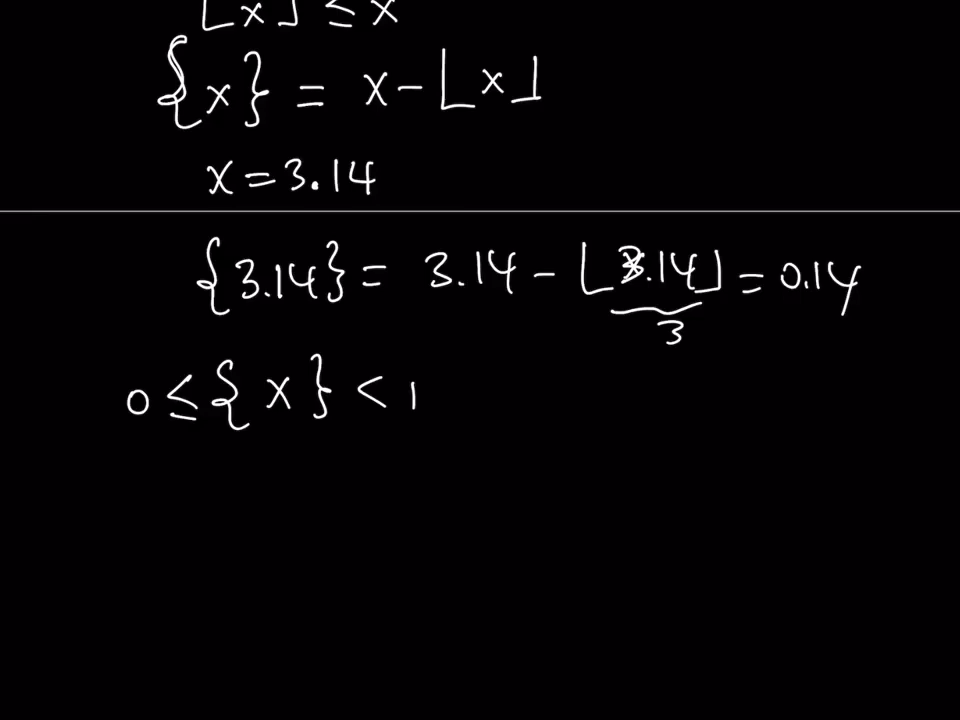 ⌊x⌋ ≤ x
{x} = x - ⌊x⌋
x = 3.14
{3.14} = 3.14 - ⌊3.14⌋ = 0.14
3
0 ≤ {x} < 1